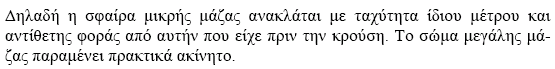 Δηλαδή η σφαίρα μικρής μάζας ανακλάται με ταχύτητα ίδιου μέτρου και
αντίθετης φοράς από αυτήν που είχε πριν την κρούση. Το σώμα μεγάλης μά-
ζας παραμένει πρακτικά ακίνητο.